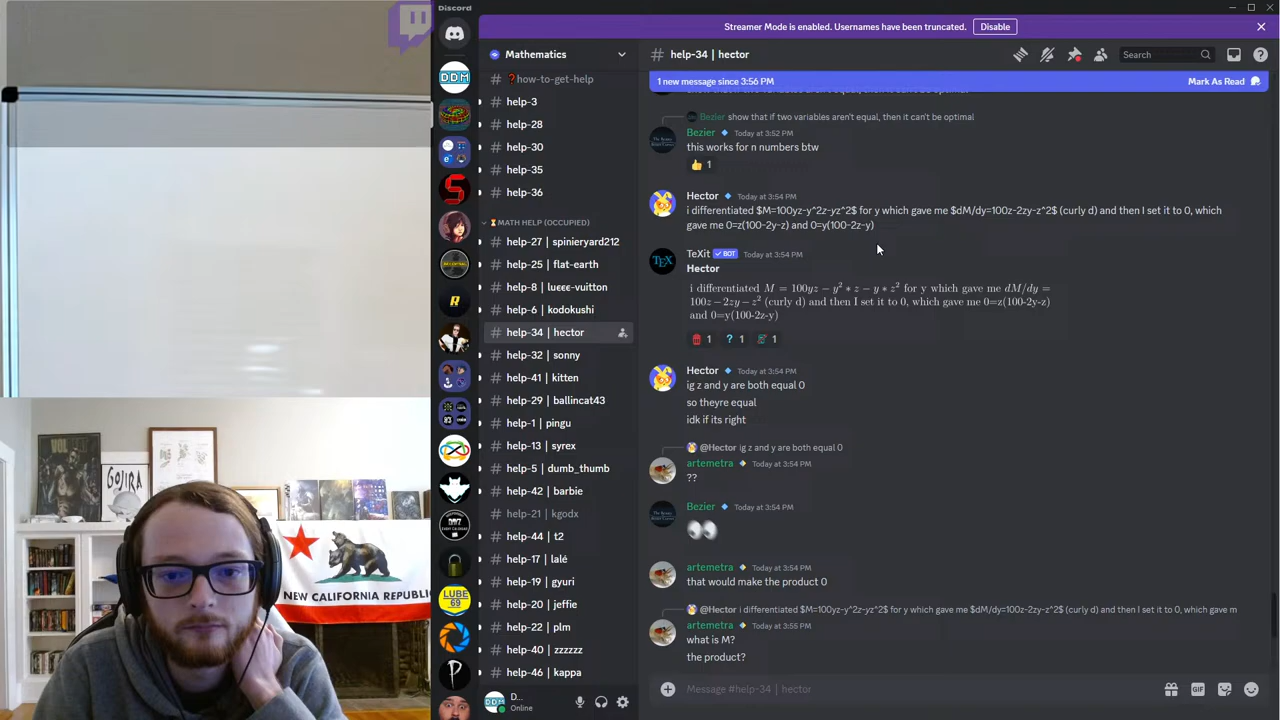 Discord
Streamer Mode is enabled. Usernames have been truncated.
Disable
Mathematics
# help-34 | hector
Search
1 new message since 3:56 PM
Mark As Read
?how-to-get-help
# help-3
# help-28
# help-30
# help-35
# help-36
MATH HELP (OCCUPIED)
# help-27 | spinieryard212
# help-25 | flat-earth
# help-8 | luεεε-vuitton
# help-6 | kodokushi
# help-34 | hector
# help-32 | sonny
# help-41 | kitten
# help-29 | ballincat43
# help-1 | pingu
# help-13 | syrex
# help-5 | dumb_thumb
# help-42 | barbie
# help-21 | kgodx
# help-44 | t2
# help-17 | lalé
# help-19 | gyuri
# help-20 | jeffie
# help-22 | plm
# help-40 | zzzzzz
# help-46 | kappa
D...
Online
Bezier show that if two variables aren't equal, then it can't be optimal
Bezier Today at 3:52 PM
this works for n numbers btw
👍 1
Hector Today at 3:54 PM
i differentiated $M=100yz-y^2z-yz^2$ for y which gave me $dM/dy=100z-2zy-z^2$ (curly d) and then I set it to 0, which
gave me 0=z(100-2y-z) and 0=y(100-2z-y)
TeXit ✓ BOT Today at 3:54 PM
Hector
i differentiated M = 100yz − y² * z − y * z² for y which gave me dM/dy =
100z − 2zy − z² (curly d) and then I set it to 0, which gave me 0=z(100-2y-z)
and 0=y(100-2z-y)
1 ? 1 1
Hector Today at 3:54 PM
ig z and y are both equal 0
so theyre equal
idk if its right
@Hector ig z and y are both equal 0
artemetra Today at 3:54 PM
??
Bezier Today at 3:54 PM
👀
artemetra Today at 3:54 PM
that would make the product 0
@Hector i differentiated $M=100yz-y^2z-yz^2$ for y which gave me $dM/dy=100z-2zy-z^2$ (curly d) and then I set it to 0, which gave m
artemetra Today at 3:55 PM
what is M?
the product?
Message #help-34 | hector
GIF
GOJIRA
NEW CALIFORNIA REPUBLIC
DDM
LUBE
69
TEX